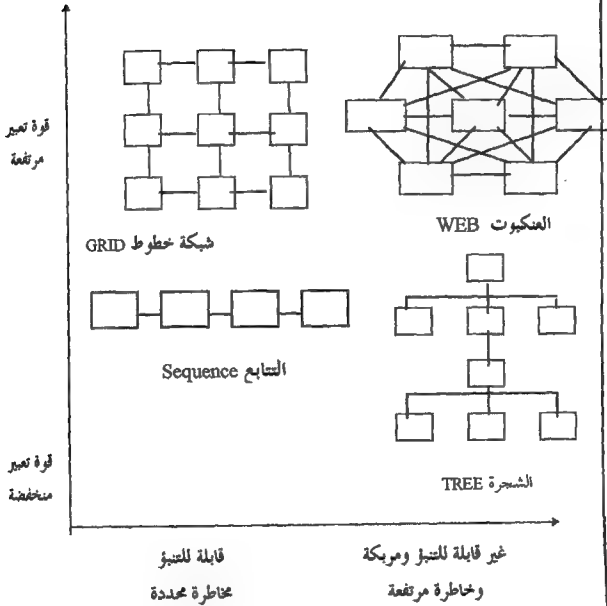 قوة تعبير
مرتفعة
العنكبوت WEB
شبكة خطوط GRID
التتابع Sequence
قوة تعبير
منخفضة
الشجرة TREE
غير قابلة للتنبؤ ومربكة
وخاطرة مرتفعة
قابلة للتنبؤ
مخاطرة محددة